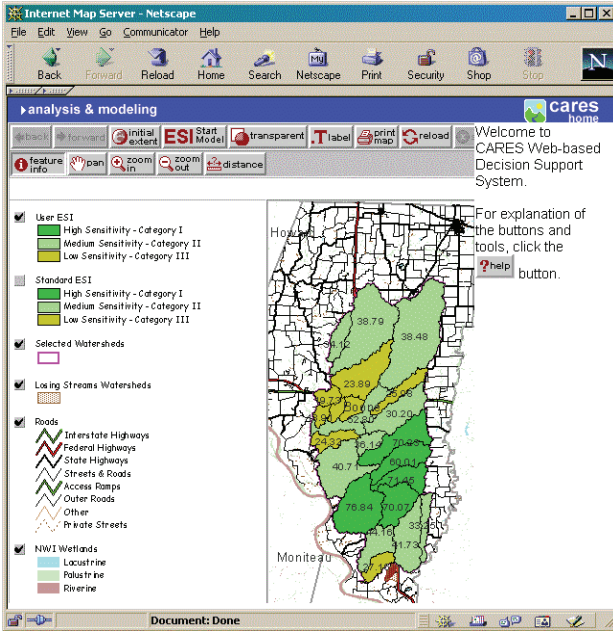 Internet Map Server - Netscape
File Edit View Go Communicator Help
Back Forward Reload Home Search Netscape Print Security Shop Stop
analysis & modeling
cares
home
back forward initial extent ESI Start Model transparent label print map reload
feature info pan zoom in zoom out distance
Welcome to
CARES Web-based
Decision Support
System.
For explanation of
the buttons and
tools, click the
help button.
User ESI
High Sensitivity - Category I
Medium Sensitivity - Category II
Low Sensitivity - Category III
Standard ESI
High Sensitivity - Category I
Medium Sensitivity - Category II
Low Sensitivity - Category III
Selected Watersheds
Losing Streams Watersheds
Roads
Interstate Highways
Federal Highways
State Highways
Streets & Roads
Access Ramps
Outer Roads
Other
Private Streets
NWI Wetlands
Lacustrine
Palustrine
Riverine
38.79
38.48
34.12
23.89
30.20
70.23
24.33
36.14
60.01
40.71
71.45
76.84
70.07
41.73
Moniteau
Document: Done